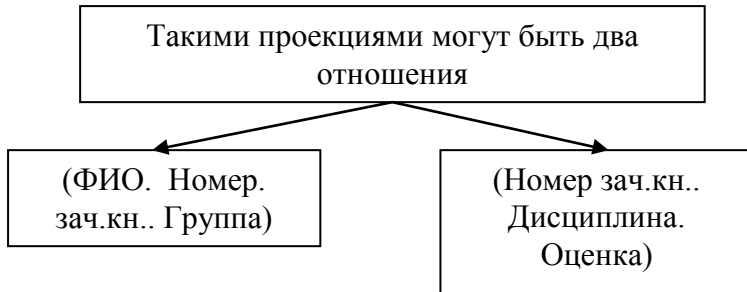 Такими проекциями могут быть два
отношения
(ФИО. Номер.
зач.кн.. Группа)
(Номер зач.кн..
Дисциплина.
Оценка)